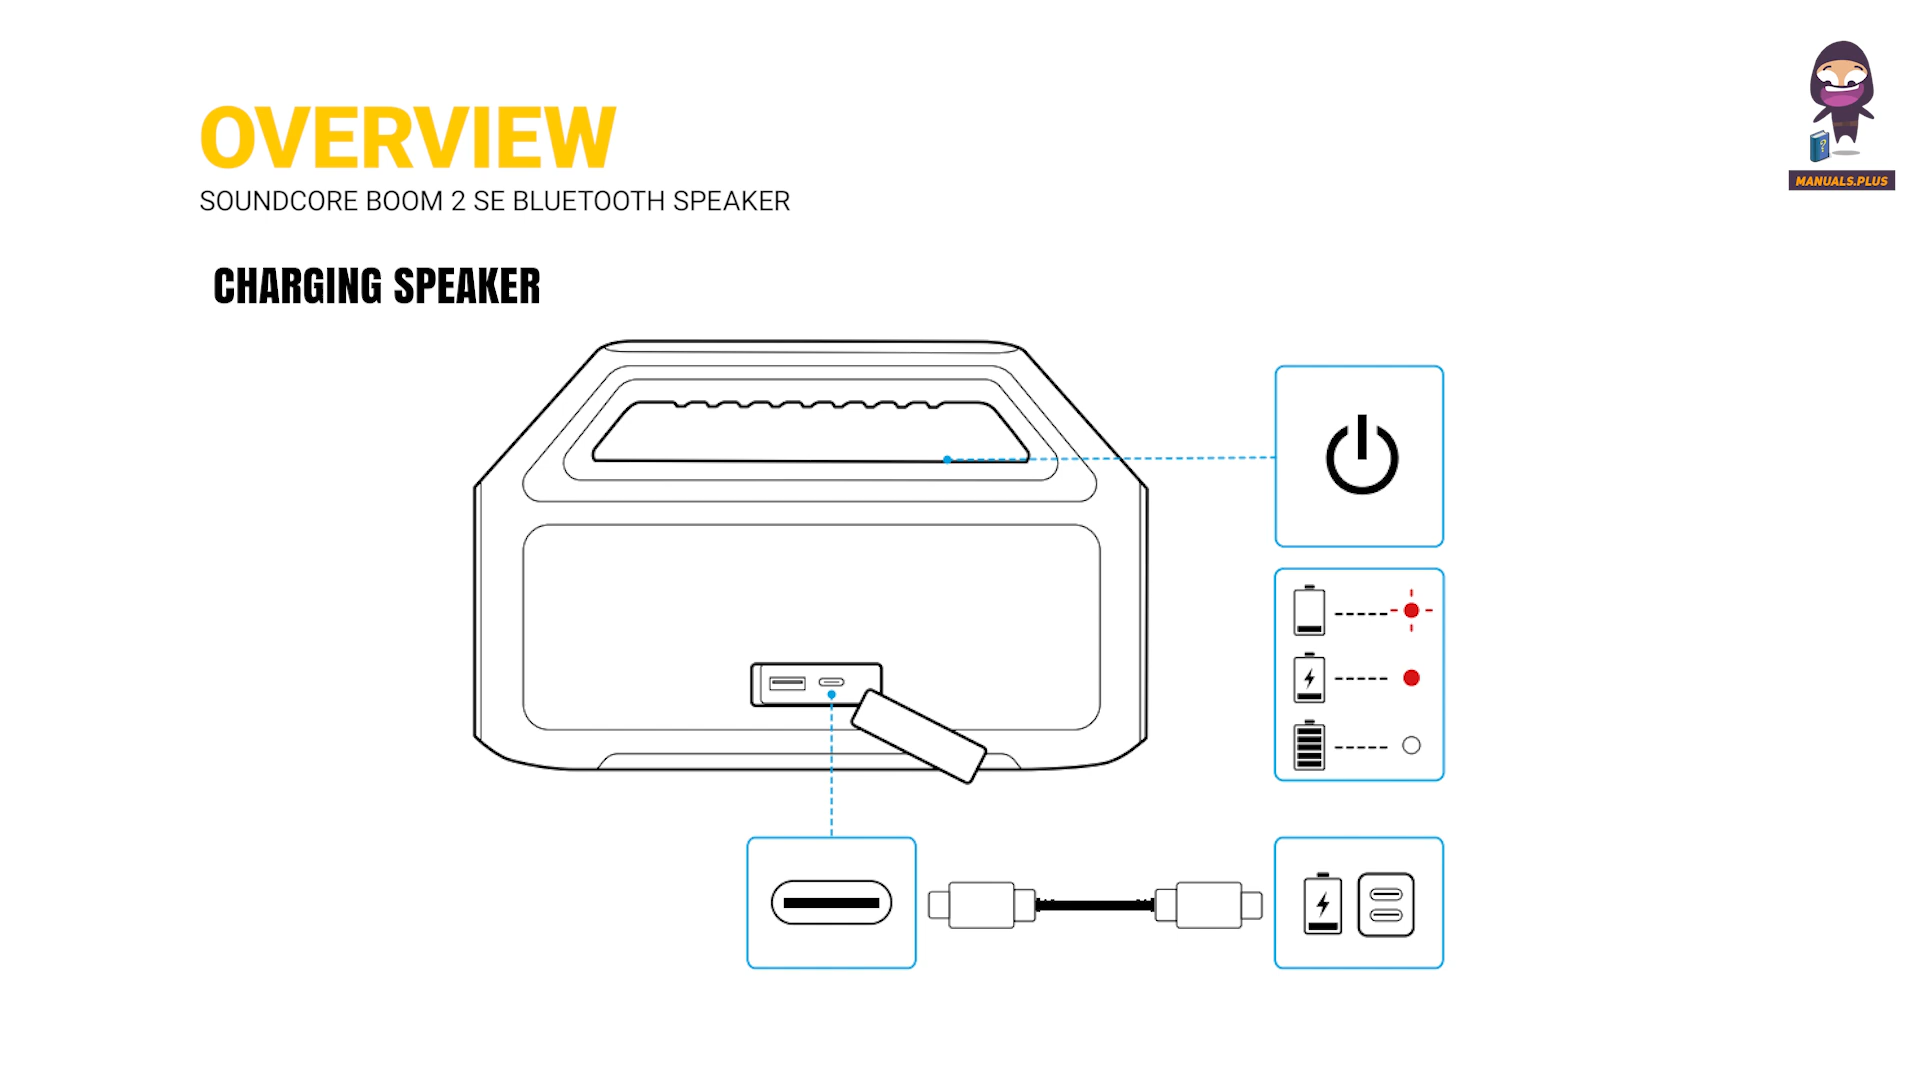 OVERVIEW
SOUNDCORE BOOM 2 SE BLUETOOTH SPEAKER
CHARGING SPEAKER
?
MANUALS.PLUS